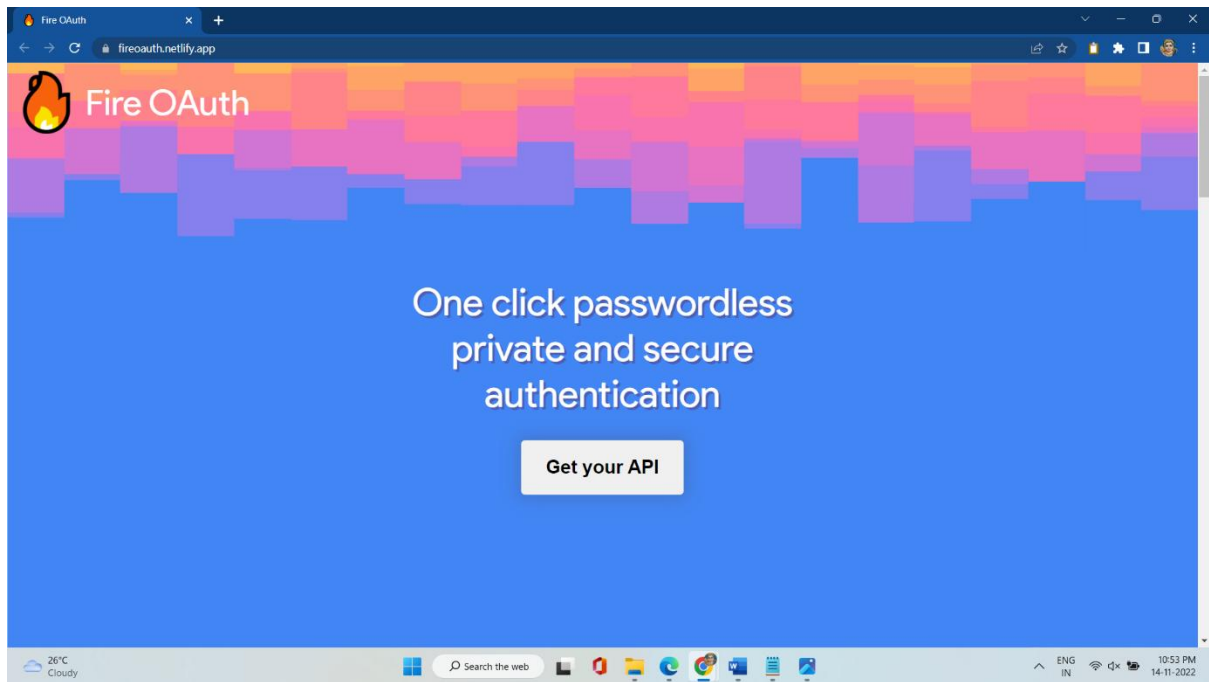 Fire OAuth
fireoauth.netlify.app
Fire OAuth
One click passwordless
private and secure
authentication
Get your API
26°C
Cloudy
Search the web
ENG
IN
10:53 PM
14-11-2022